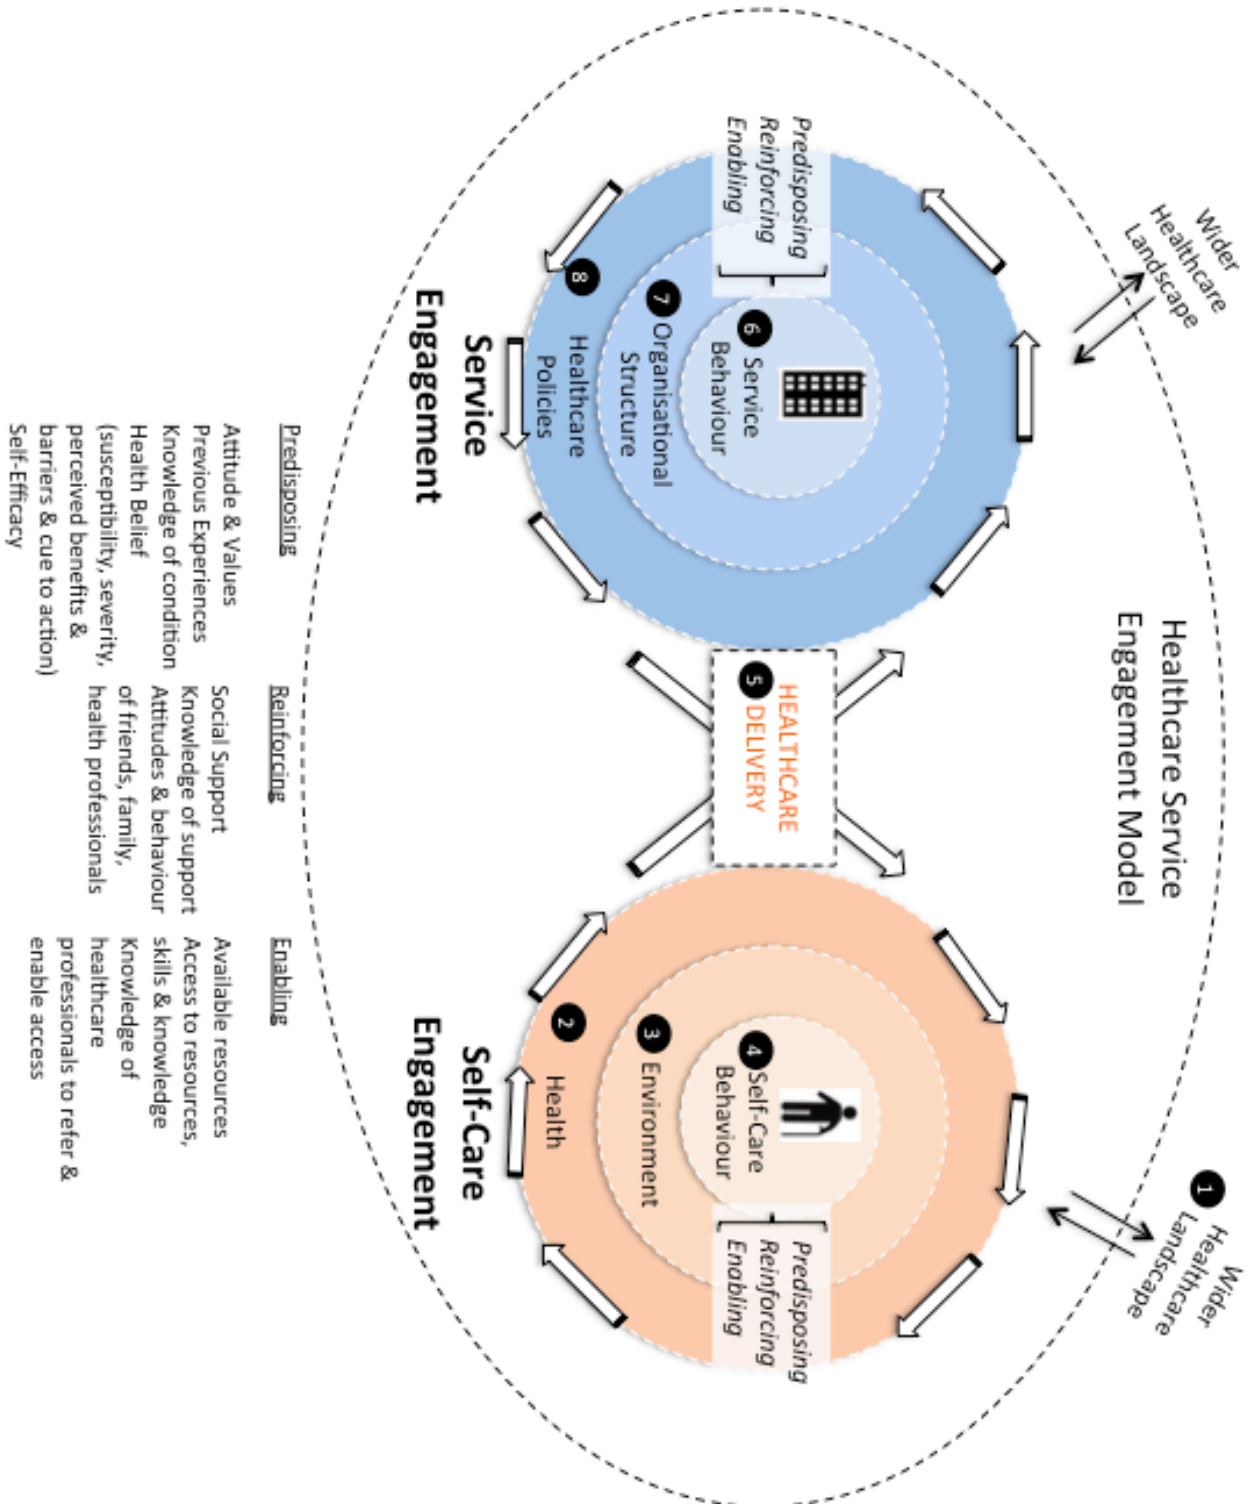 Healthcare Service
Engagement Model
Wider
Healthcare
Landscape
1 Wider
Healthcare
Landscape
Predisposing
Reinforcing
Enabling
6 Service
Behaviour
7 Organisational
Structure
8 Healthcare
Policies
Service
Engagement
HEALTHCARE
5 DELIVERY
4 Self-Care
Behaviour
3 Environment
2 Health
Predisposing
Reinforcing
Enabling
Self-Care
Engagement
Predisposing
Attitude & Values
Previous Experiences
Knowledge of condition
Health Belief
(susceptibility, severity,
perceived benefits &
barriers & cue to action)
Self-Efficacy
Reinforcing
Social Support
Knowledge of support
Attitudes & behaviour
of friends, family,
health professionals
Enabling
Available resources
Access to resources,
skills & knowledge
Knowledge of
healthcare
professionals to refer &
enable access